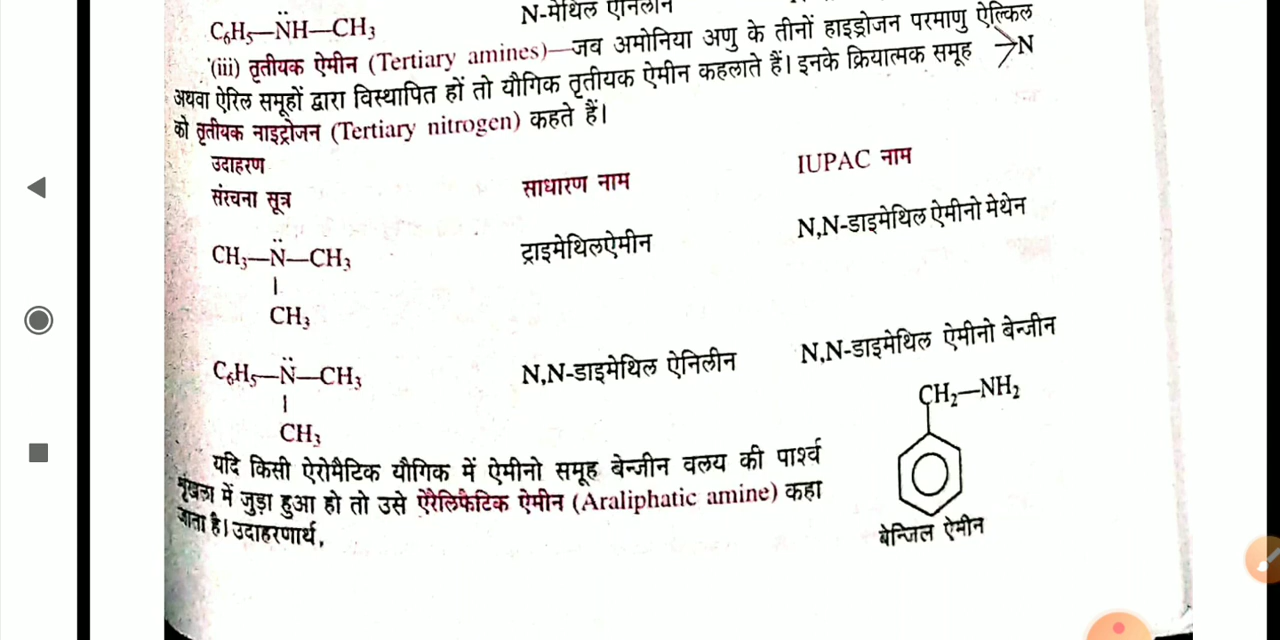 C₆H₅—N̈H—CH₃ N-मेथिल ऐनिलीन
(iii) तृतीयक ऐमीन (Tertiary amines)—जब अमोनिया अणु के तीनों हाइड्रोजन परमाणु ऐल्किल
अथवा ऐरिल समूहों द्वारा विस्थापित हों तो यौगिक तृतीयक ऐमीन कहलाते हैं। इनके क्रियात्मक समूह >N
को तृतीयक नाइट्रोजन (Tertiary nitrogen) कहते हैं।
उदाहरण
संरचना सूत्र साधारण नाम IUPAC नाम
CH₃—N̈—CH₃ ट्राइमेथिलऐमीन N,N-डाइमेथिल ऐमीनो मेथेन
CH₃
C₆H₅—N̈—CH₃ N,N-डाइमेथिल ऐनिलीन N,N-डाइमेथिल ऐमीनो बेन्जीन
CH₃
CH₂—NH₂
यदि किसी ऐरोमैटिक यौगिक में ऐमीनो समूह बेन्जीन वलय की पार्श्व
शृंखला में जुड़ा हुआ हो तो उसे ऐरैलिफैटिक ऐमीन (Araliphatic amine) कहा
जाता है। उदाहरणार्थ,
बेन्जिल ऐमीन